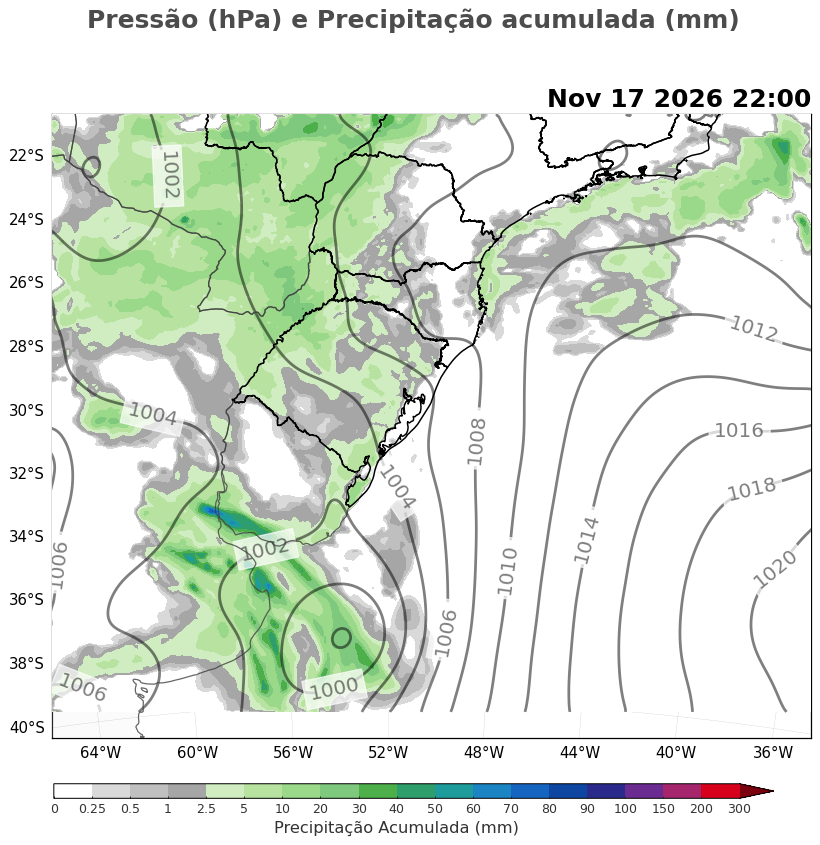 Pressão (hPa) e Precipitação acumulada (mm)
Nov 17 2026 22:00
22°S
24°S
26°S
28°S
30°S
32°S
34°S
36°S
38°S
40°S
1002
1012
1004
1016
1008
1018
1004
1014
1002
1006
1010
1020
1006
1006
1000
64°W 60°W 56°W 52°W 48°W 44°W 40°W 36°W
0 0.25 0.5 1 2.5 5 10 20 30 40 50 60 70 80 90 100 150 200 300
Precipitação Acumulada (mm)